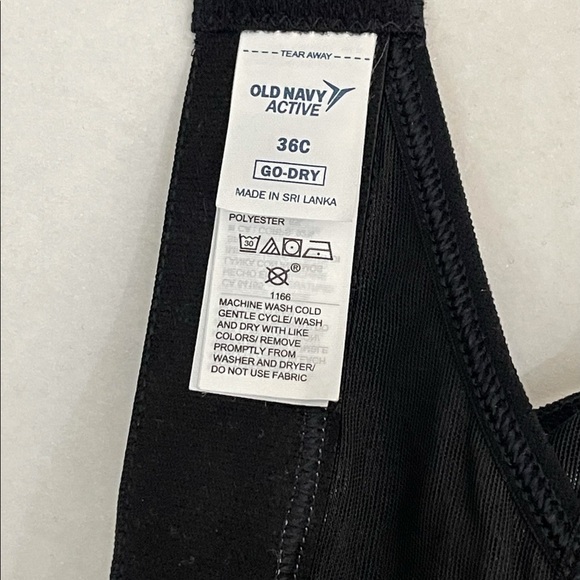 TEAR AWAY
OLD NAVY
ACTIVE
36C
GO-DRY
MADE IN SRI LANKA
POLYESTER
30
®
1166
MACHINE WASH COLD
GENTLE CYCLE/ WASH
AND DRY WITH LIKE
COLORS/ REMOVE
PROMPTLY FROM
WASHER AND DRYER/
DO NOT USE FABRIC